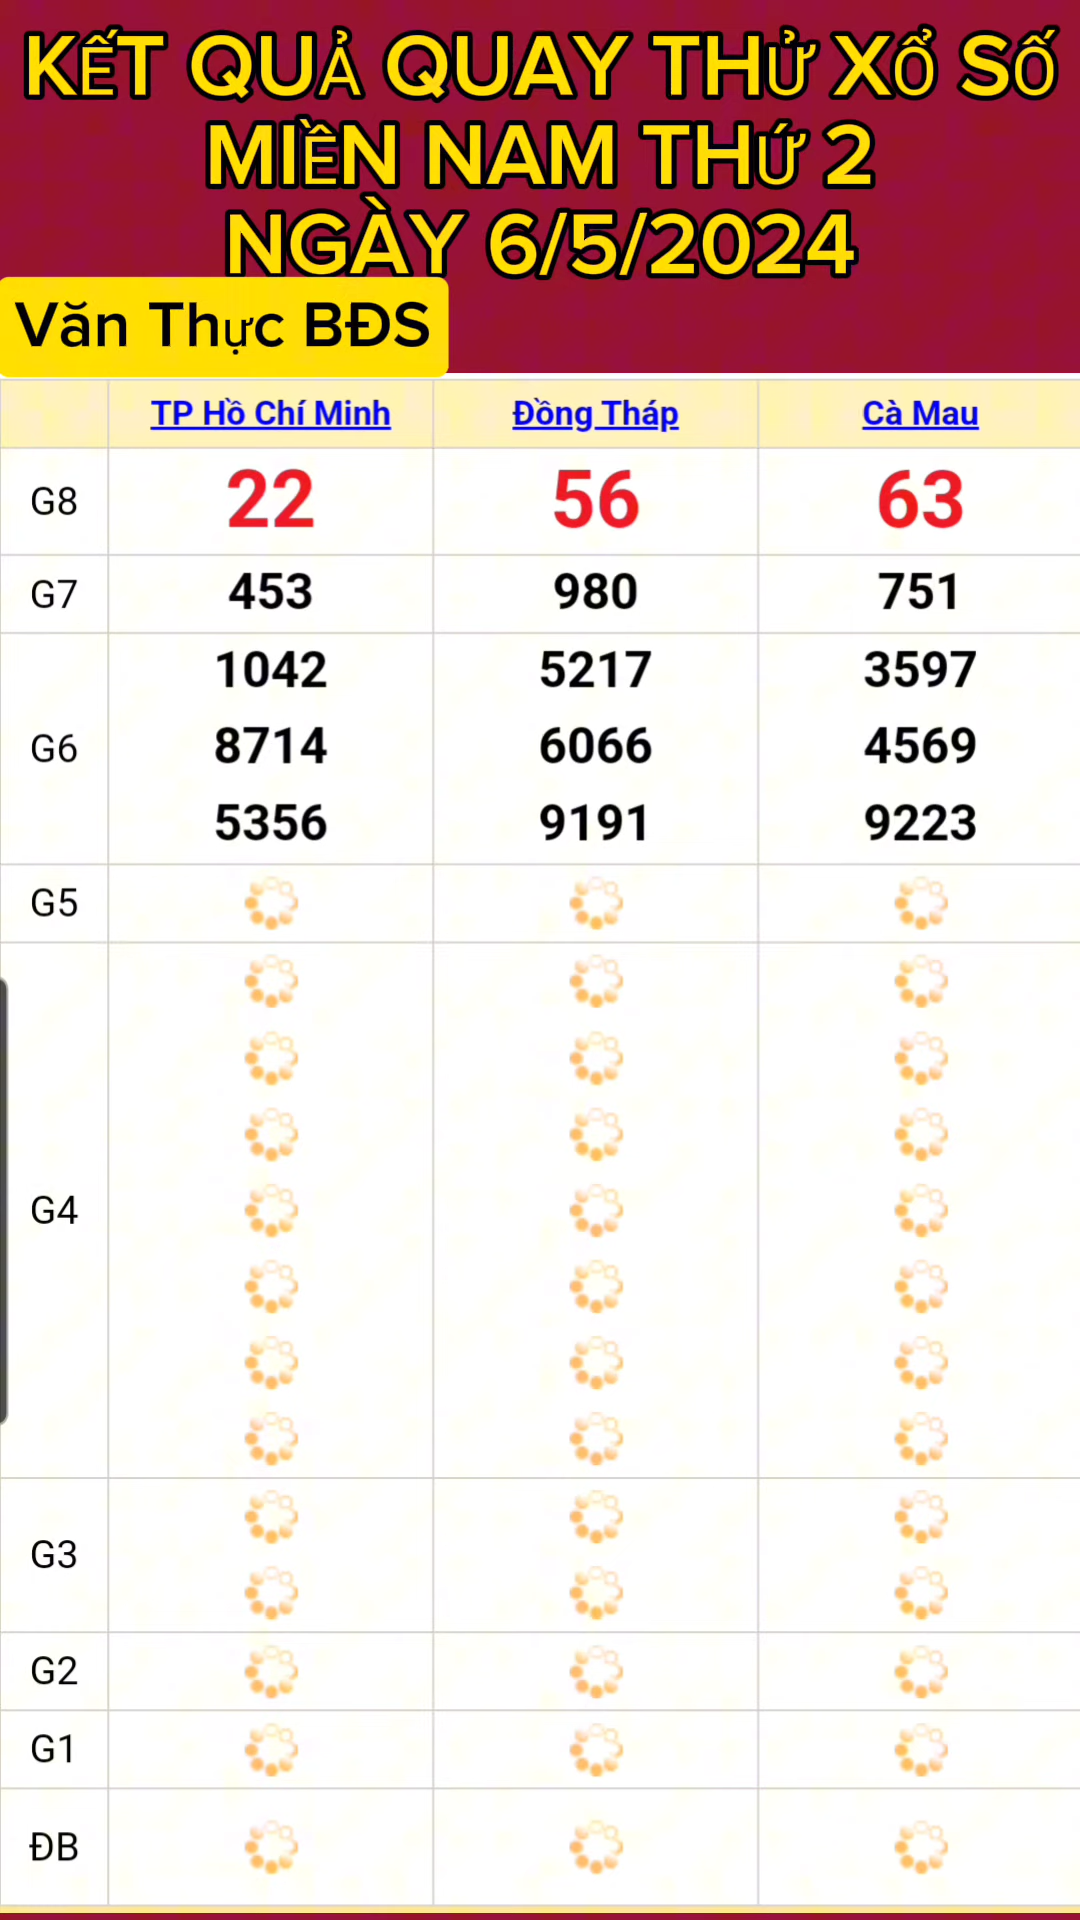 KẾT QUẢ QUAY THỬ XỔ SỐ
MIỀN NAM THỨ 2
NGÀY 6/5/2024
Văn Thực BĐS
TP Hồ Chí Minh Đồng Tháp Cà Mau
G8 22 56 63
G7 453 980 751
1042 5217 3597
G6 8714 6066 4569
5356 9191 9223
G5
G4
G3
G2
G1
ĐB